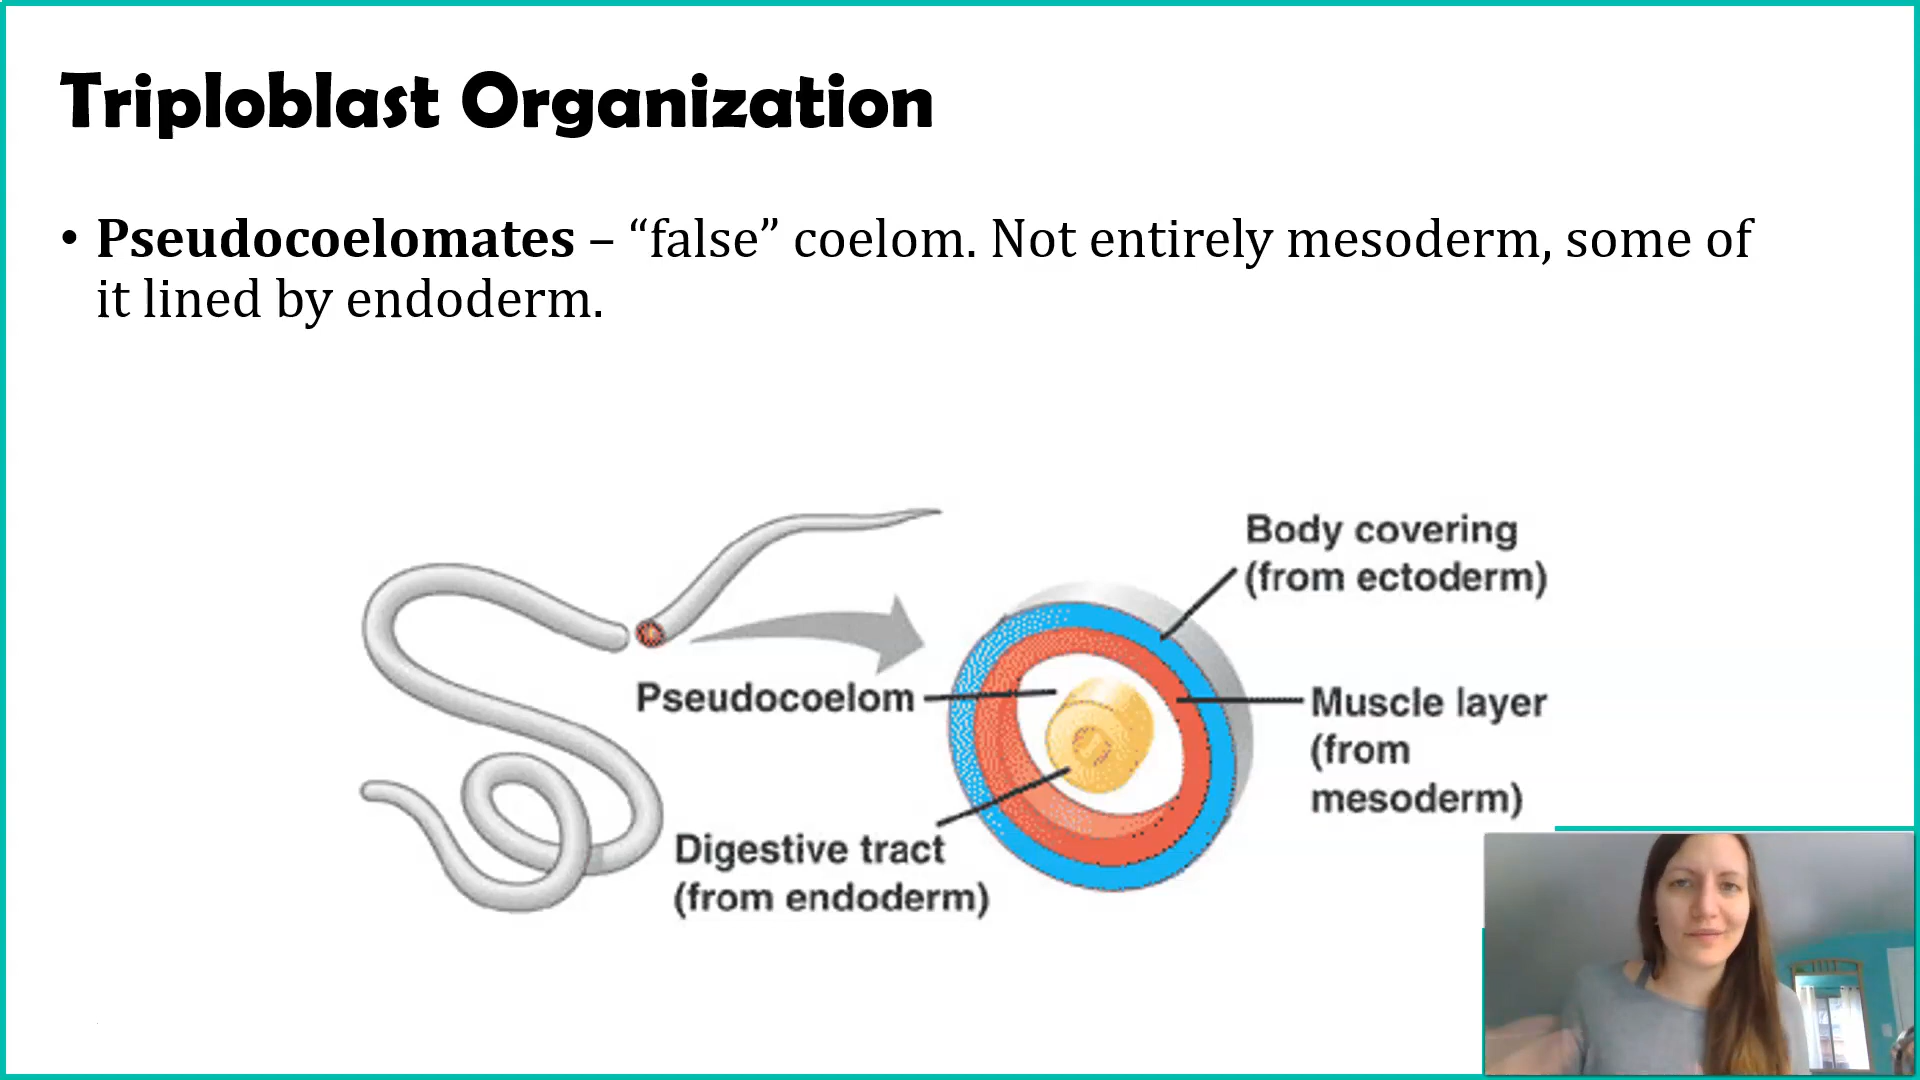 Triploblast Organization
• Pseudocoelomates – “false” coelom. Not entirely mesoderm, some of
it lined by endoderm.
Body covering
(from ectoderm)
Pseudocoelom
Muscle layer
(from
mesoderm)
Digestive tract
(from endoderm)